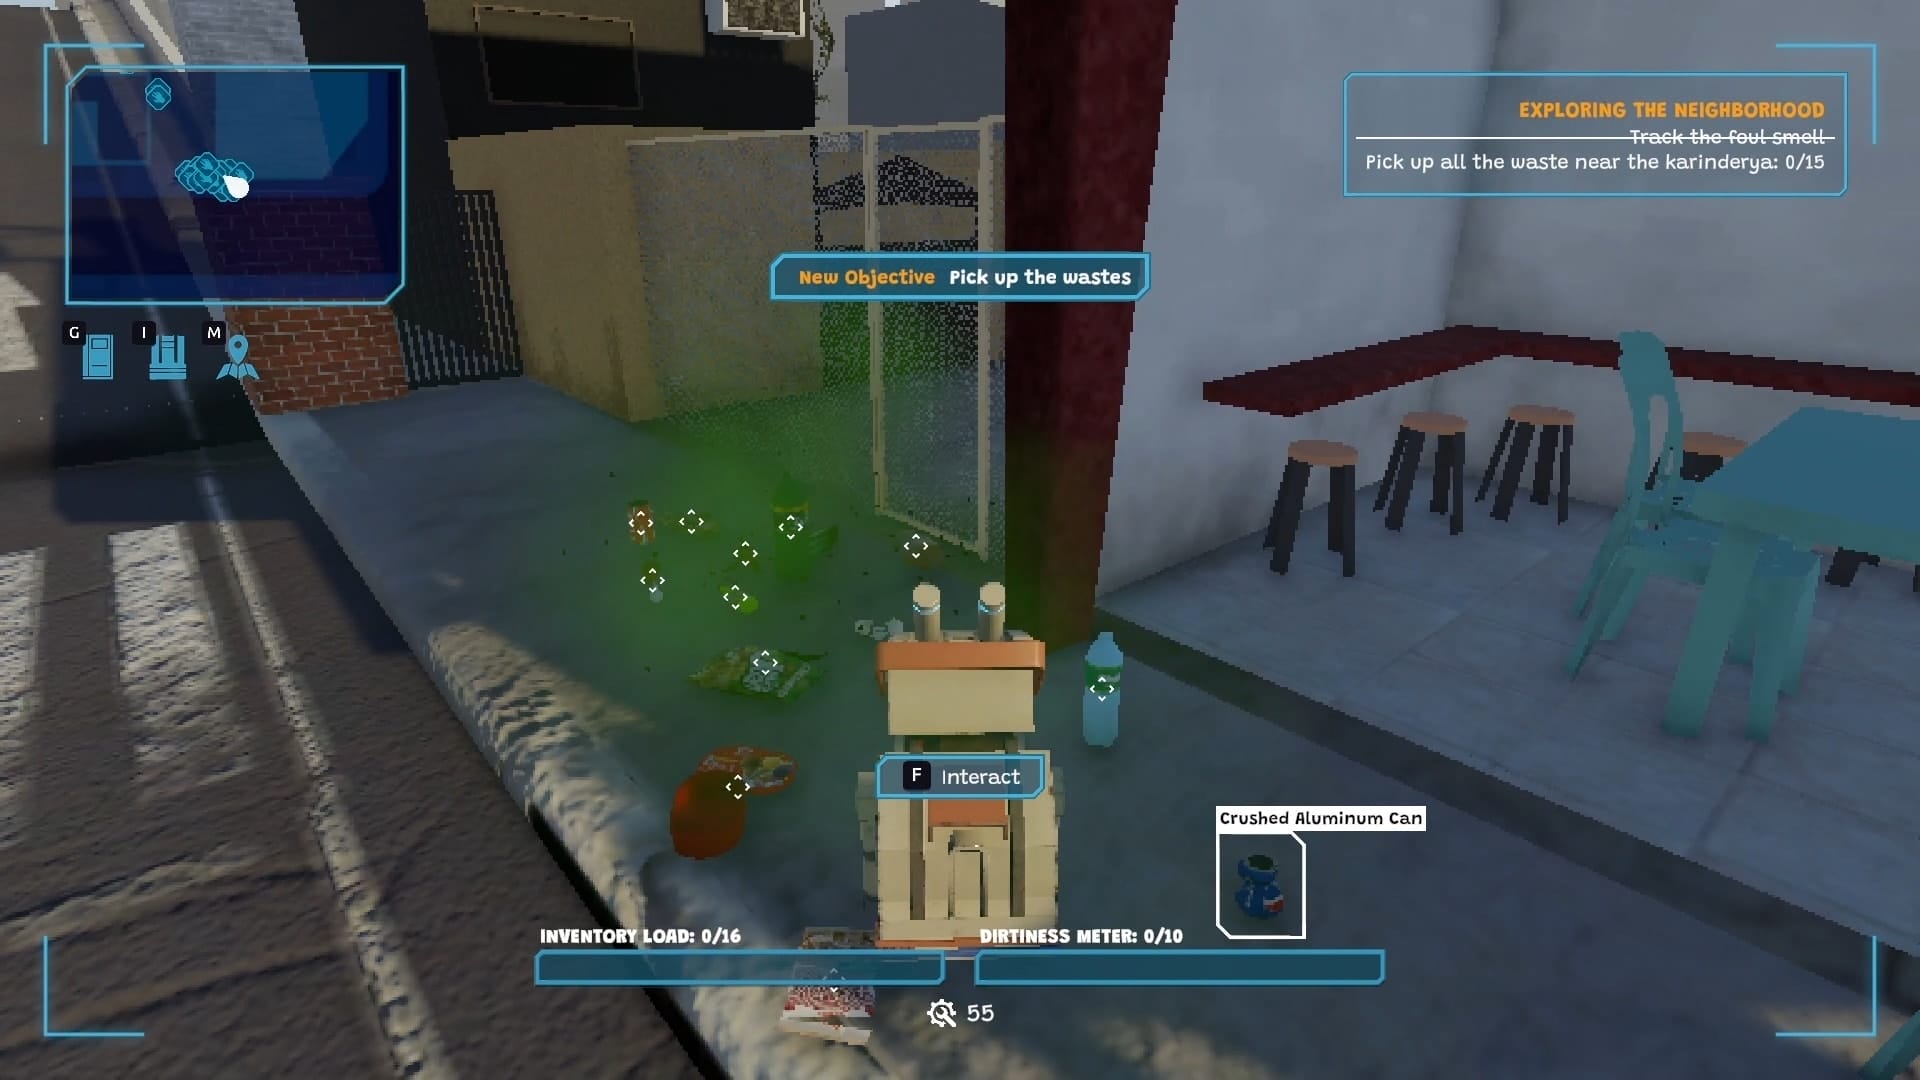 EXPLORING THE NEIGHBORHOOD
Track the foul smell
Pick up all the waste near the karinderya: 0/15
New Objective Pick up the wastes
G I M
F Interact
Crushed Aluminum Can
INVENTORY LOAD: 0/16
DIRTINESS METER: 0/10
55